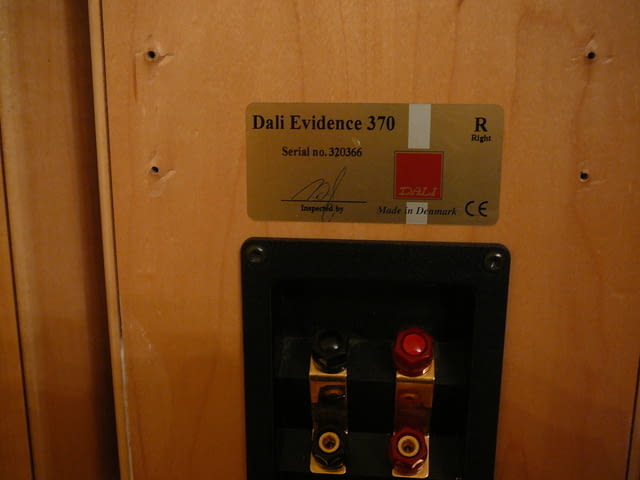 Dali Evidence 370
R
Right
Serial no. 320366
DALI
Inspected by
Made in Denmark CE